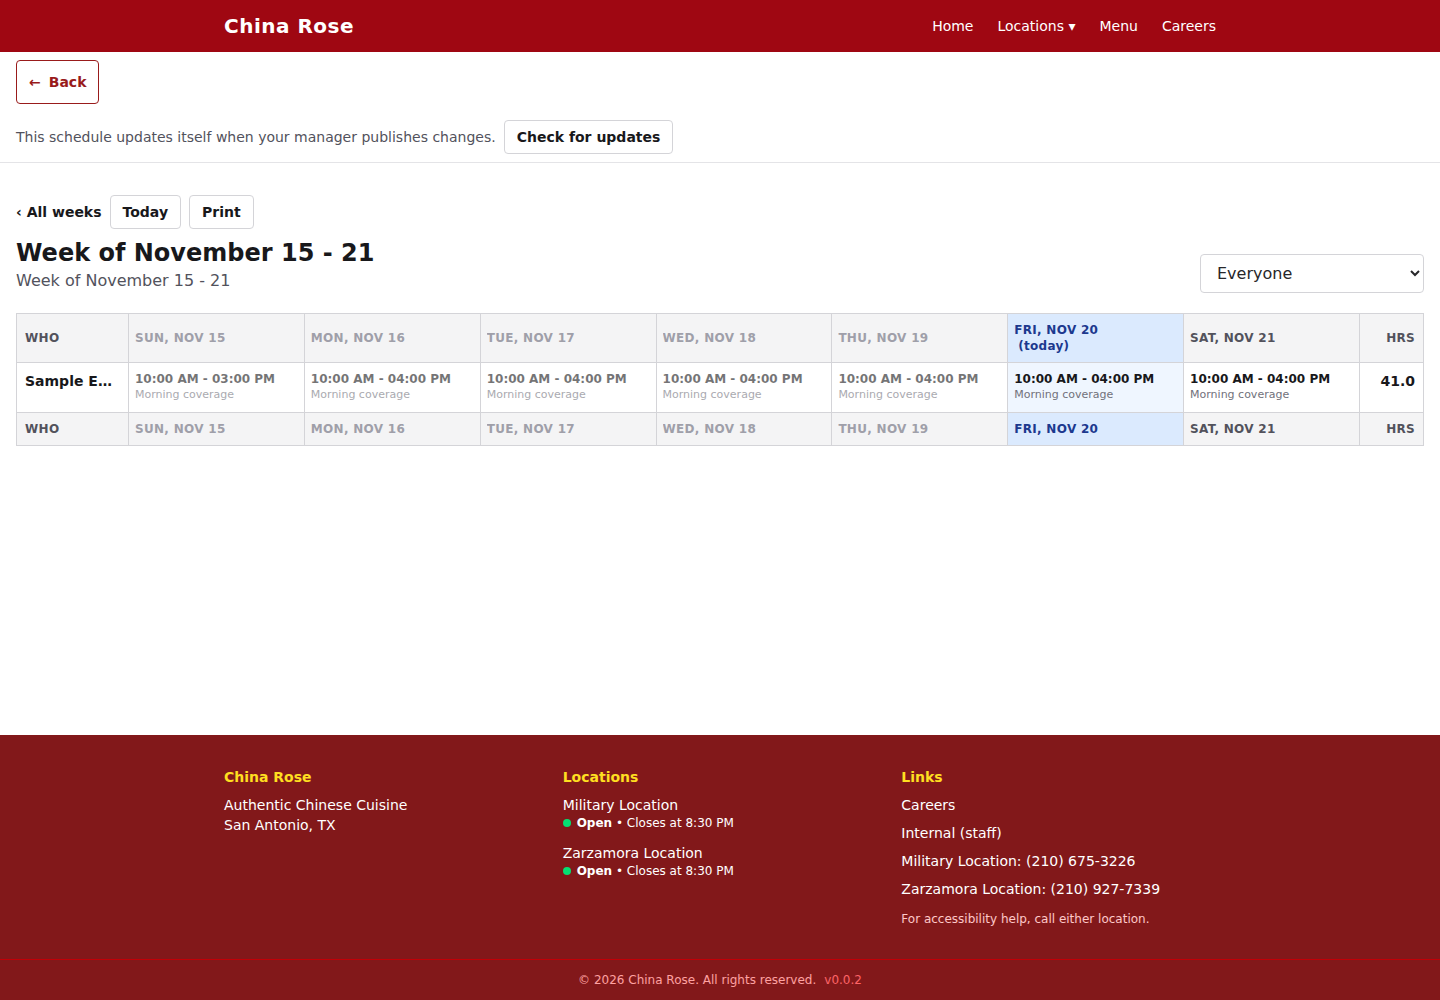 China Rose
Home Locations ▾ Menu Careers
← Back
This schedule updates itself when your manager publishes changes. Check for updates
‹ All weeks Today Print
Week of November 15 - 21
Week of November 15 - 21
Everyone
WHO SUN, NOV 15 MON, NOV 16 TUE, NOV 17 WED, NOV 18 THU, NOV 19 FRI, NOV 20 (today) SAT, NOV 21 HRS
Sample E... 10:00 AM - 03:00 PM 10:00 AM - 04:00 PM 10:00 AM - 04:00 PM 10:00 AM - 04:00 PM 10:00 AM - 04:00 PM 10:00 AM - 04:00 PM 10:00 AM - 04:00 PM 41.0
Morning coverage Morning coverage Morning coverage Morning coverage Morning coverage Morning coverage Morning coverage
WHO SUN, NOV 15 MON, NOV 16 TUE, NOV 17 WED, NOV 18 THU, NOV 19 FRI, NOV 20 SAT, NOV 21 HRS
China Rose
Authentic Chinese Cuisine
San Antonio, TX
Locations
Military Location
Open • Closes at 8:30 PM
Zarzamora Location
Open • Closes at 8:30 PM
Links
Careers
Internal (staff)
Military Location: (210) 675-3226
Zarzamora Location: (210) 927-7339
For accessibility help, call either location.
© 2026 China Rose. All rights reserved. v0.0.2